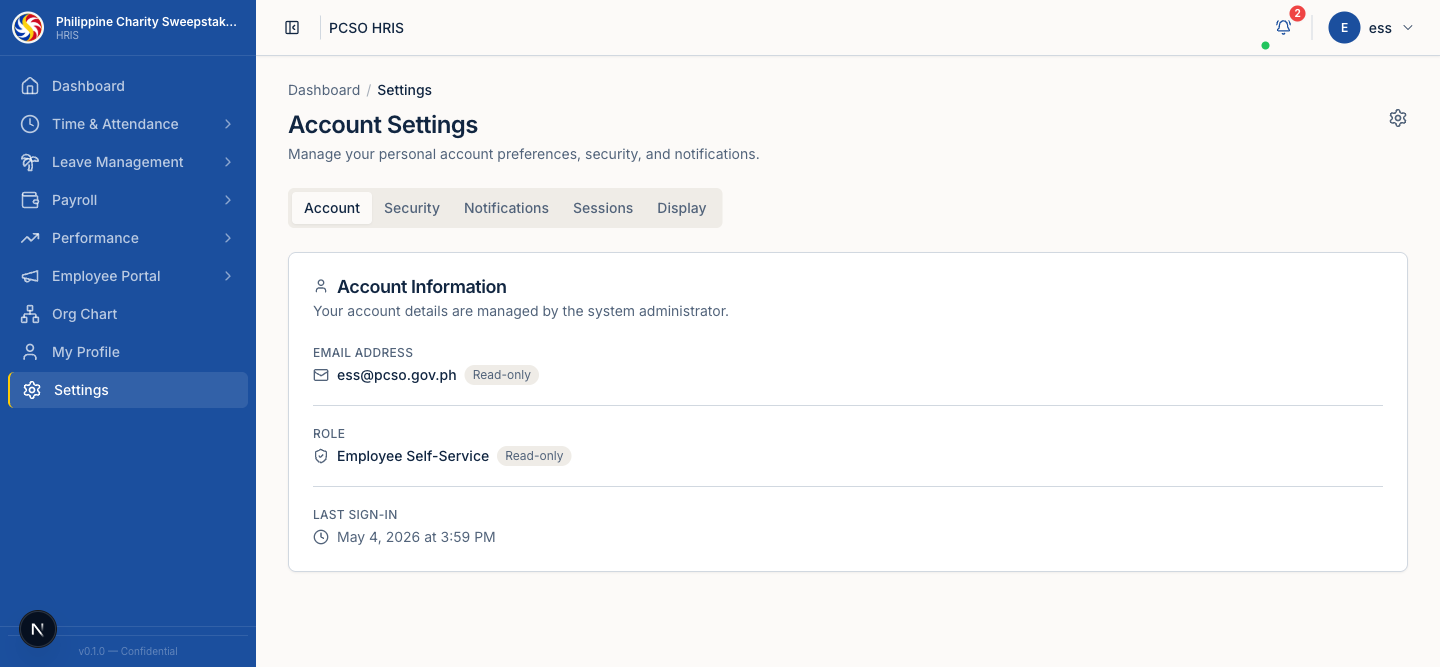 Philippine Charity Sweepstak...
HRIS
Dashboard
Time & Attendance
Leave Management
Payroll
Performance
Employee Portal
Org Chart
My Profile
Settings
N
v0.1.0 — Confidential
PCSO HRIS
2
E
ess
Dashboard / Settings
Account Settings
Manage your personal account preferences, security, and notifications.
Account Security Notifications Sessions Display
Account Information
Your account details are managed by the system administrator.
EMAIL ADDRESS
ess@pcso.gov.ph Read-only
ROLE
Employee Self-Service Read-only
LAST SIGN-IN
May 4, 2026 at 3:59 PM